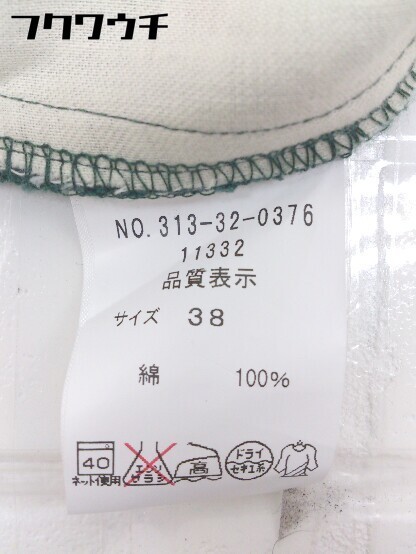 フクワウチ
NO.313-32-0376
11332
品質表示
サイズ 38
綿 100%
40
ネット使用
エンソ
サラシ
高
ドライ
セキユ系